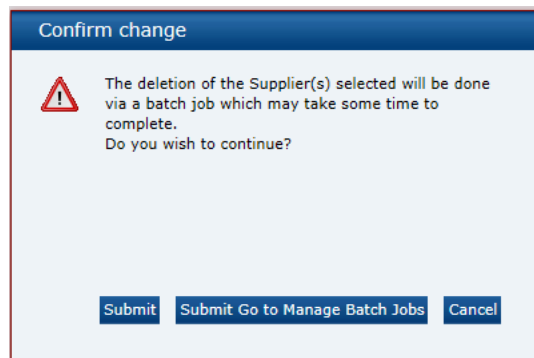 Confirm change
The deletion of the Supplier(s) selected will be done
via a batch job which may take some time to
complete.
Do you wish to continue?
Submit
Submit Go to Manage Batch Jobs
Cancel